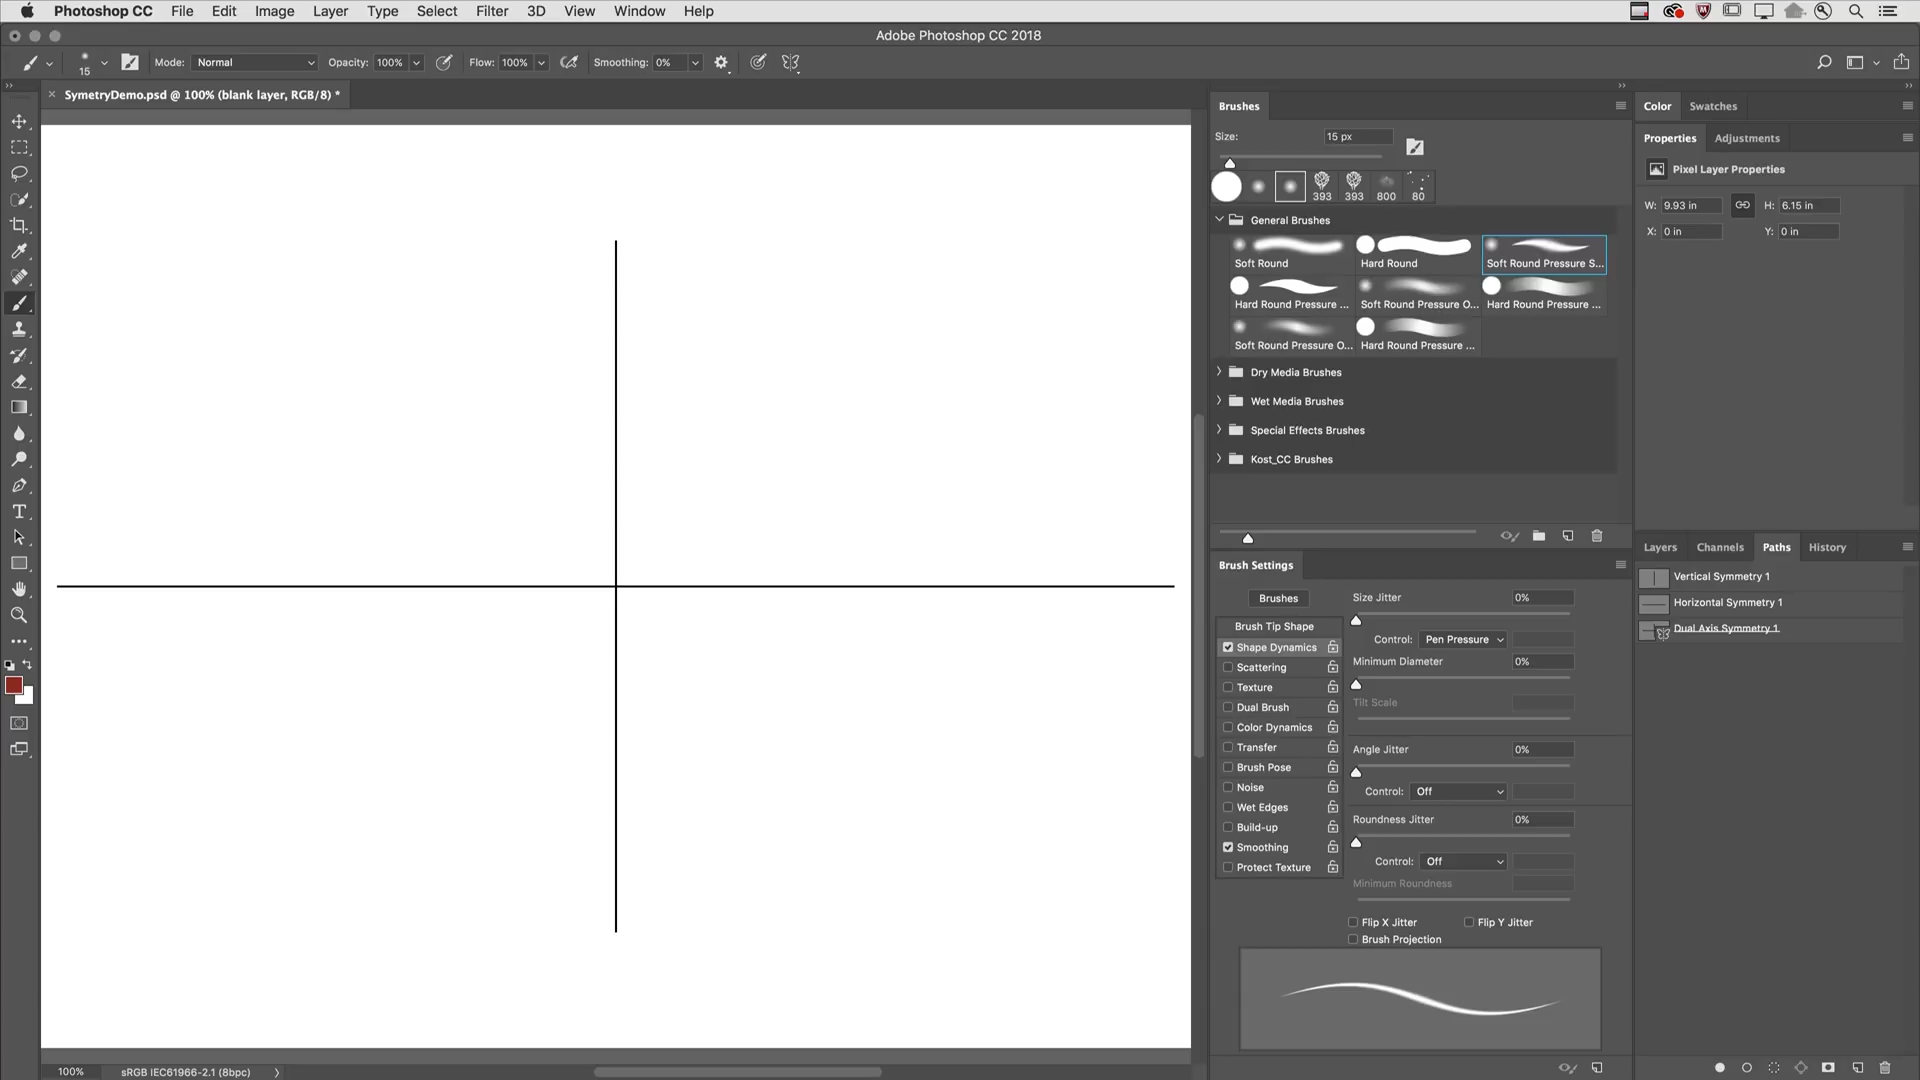 Photoshop CC File Edit Image Layer Type Select Filter 3D View Window Help
Adobe Photoshop CC 2018
15 Mode: Normal Opacity: 100% Flow: 100% Smoothing: 0%
SymetryDemo.psd @ 100% (blank layer, RGB/8) *
Brushes
Size: 15 px
393 393 800 80
General Brushes
Soft Round Hard Round Soft Round Pressure S...
Hard Round Pressure ... Soft Round Pressure O... Hard Round Pressure ...
Soft Round Pressure O... Hard Round Pressure ...
Dry Media Brushes
Wet Media Brushes
Special Effects Brushes
Kost_CC Brushes
Brush Settings
Brushes
Brush Tip Shape
Shape Dynamics
Scattering
Texture
Dual Brush
Color Dynamics
Transfer
Brush Pose
Noise
Wet Edges
Build-up
Smoothing
Protect Texture
Size Jitter 0%
Control: Pen Pressure
Minimum Diameter 0%
Tilt Scale
Angle Jitter 0%
Control: Off
Roundness Jitter 0%
Control: Off
Minimum Roundness
Flip X Jitter Flip Y Jitter
Brush Projection
Color Swatches
Properties Adjustments
Pixel Layer Properties
W: 9.93 in H: 6.15 in
X: 0 in Y: 0 in
Layers Channels Paths History
Vertical Symmetry 1
Horizontal Symmetry 1
Dual Axis Symmetry 1
100% sRGB IEC61966-2.1 (8bpc)